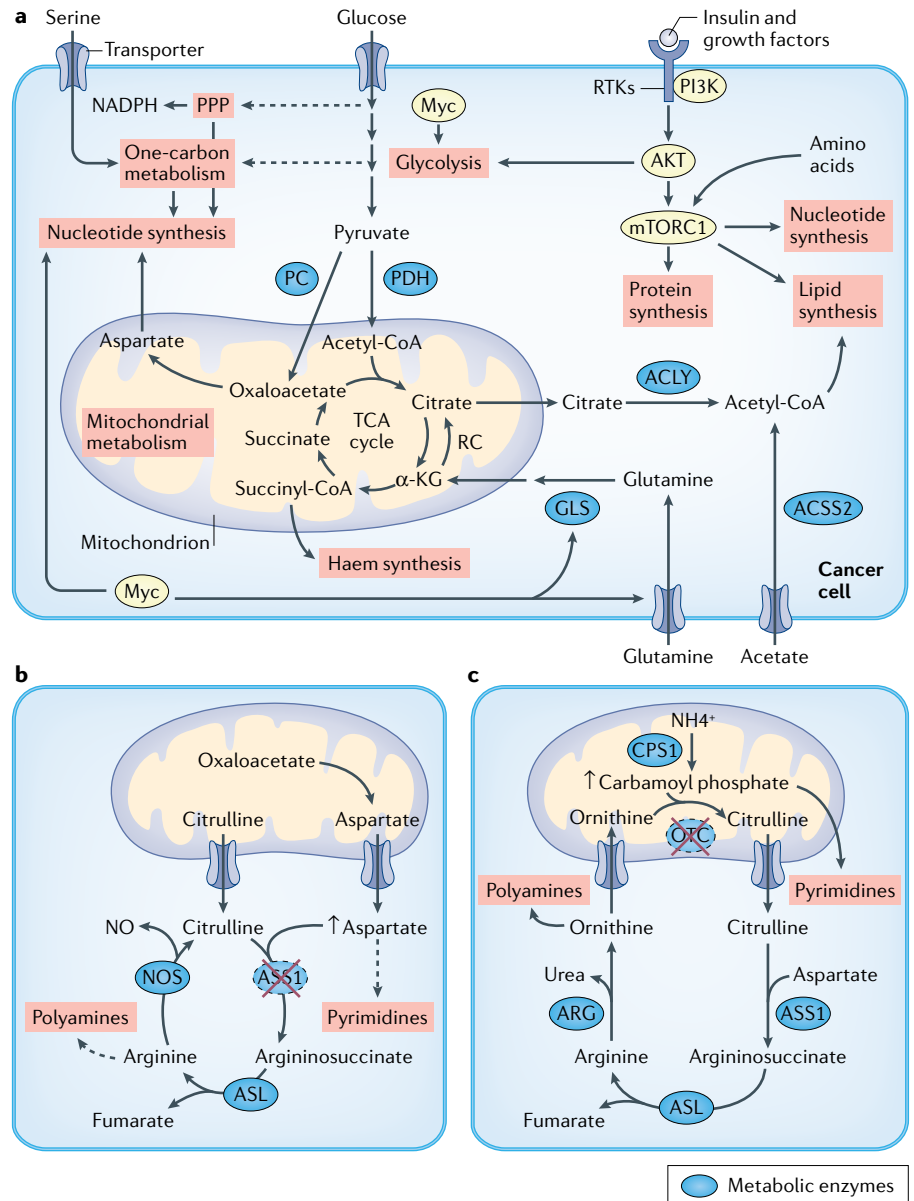 a
Serine
Glucose
Insulin and
growth factors
Transporter
RTKs
PI3K
NADPH
PPP
Myc
One-carbon
metabolism
Glycolysis
AKT
Amino
acids
Nucleotide synthesis
Pyruvate
mTORC1
Nucleotide
synthesis
PC
PDH
Protein
synthesis
Lipid
synthesis
Aspartate
Acetyl-CoA
Oxaloacetate
Citrate
Citrate
ACLY
Acetyl-CoA
Mitochondrial
metabolism
Succinate
TCA
cycle
RC
Succinyl-CoA
α-KG
Glutamine
GLS
ACSS2
Mitochondrion
Haem synthesis
Myc
Cancer
cell
Glutamine
Acetate
b
Oxaloacetate
Citrulline
Aspartate
NO
Citrulline
↑Aspartate
NOS
ASS1
Polyamines
Pyrimidines
Arginine
Argininosuccinate
ASL
Fumarate
c
NH4⁺
CPS1
↑Carbamoyl phosphate
Ornithine
Citrulline
OTC
Polyamines
Pyrimidines
Ornithine
Citrulline
Urea
Aspartate
ARG
ASS1
Arginine
Argininosuccinate
ASL
Fumarate
Metabolic enzymes